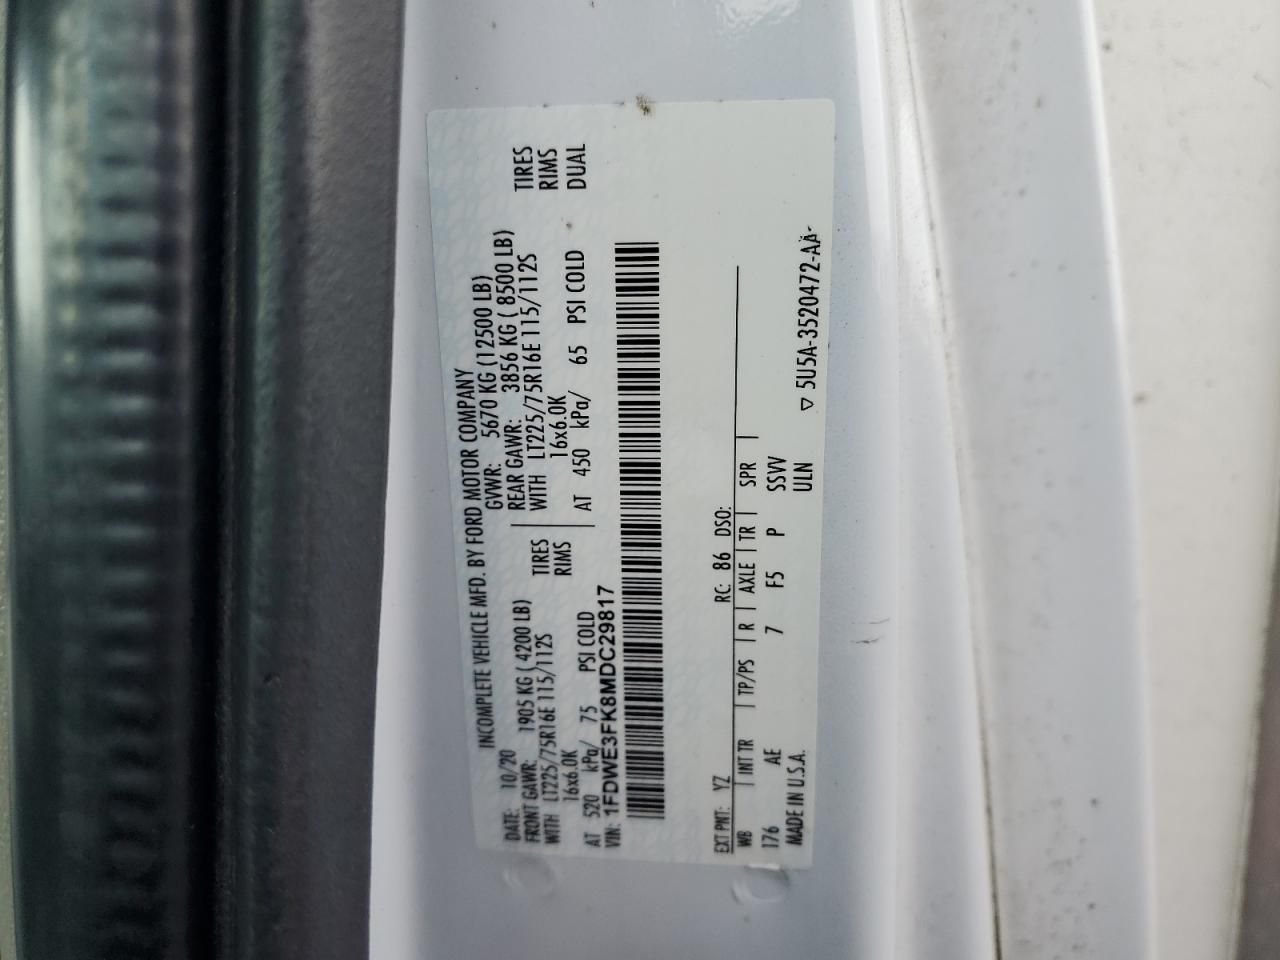 INCOMPLETE VEHICLE MFD. BY FORD MOTOR COMPANY
DATE: 10/20 GVWR: 5670 KG (12500 LB)
FRONT GAWR: 1905 KG ( 4200 LB) REAR GAWR: 3856 KG ( 8500 LB)
WITH LT225/75R16E 115/112S TIRES WITH LT225/75R16E 115/112S TIRES
16x6.0K RIMS 16x6.0K RIMS
AT 520 kPa/ 75 PSI COLD AT 450 kPa/ 65 PSI COLD DUAL
VIN: 1FDWE3FK8MDC29817
EXT PNT: YZ RC: 86 DSO:
WB INT TR TP/PS R AXLE TR SPR
176 AE 7 F5 P SSVV
MADE IN U.S.A. ULN
▽ 5U5A-3520472-AA-